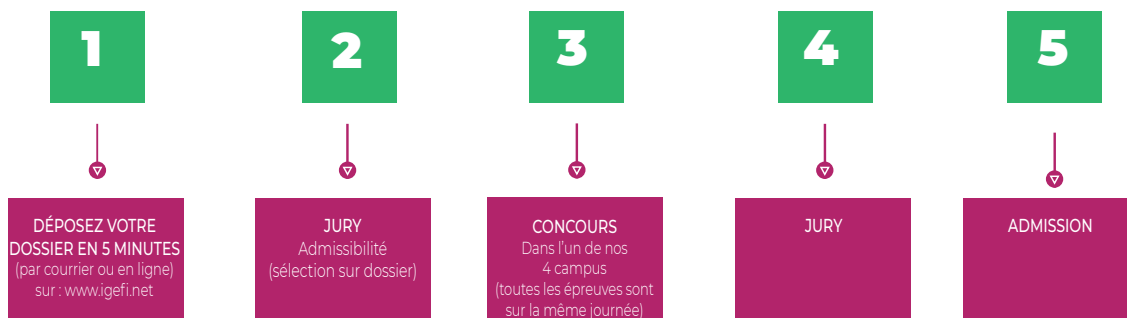 1
2
3
4
5
DÉPOSEZ VOTRE
DOSSIER EN 5 MINUTES
(par courrier ou en ligne)
sur : www.igefi.net
JURY
Admissibilité
(sélection sur dossier)
CONCOURS
Dans l'un de nos
4 campus
(toutes les épreuves sont
sur la même journée)
JURY
ADMISSION